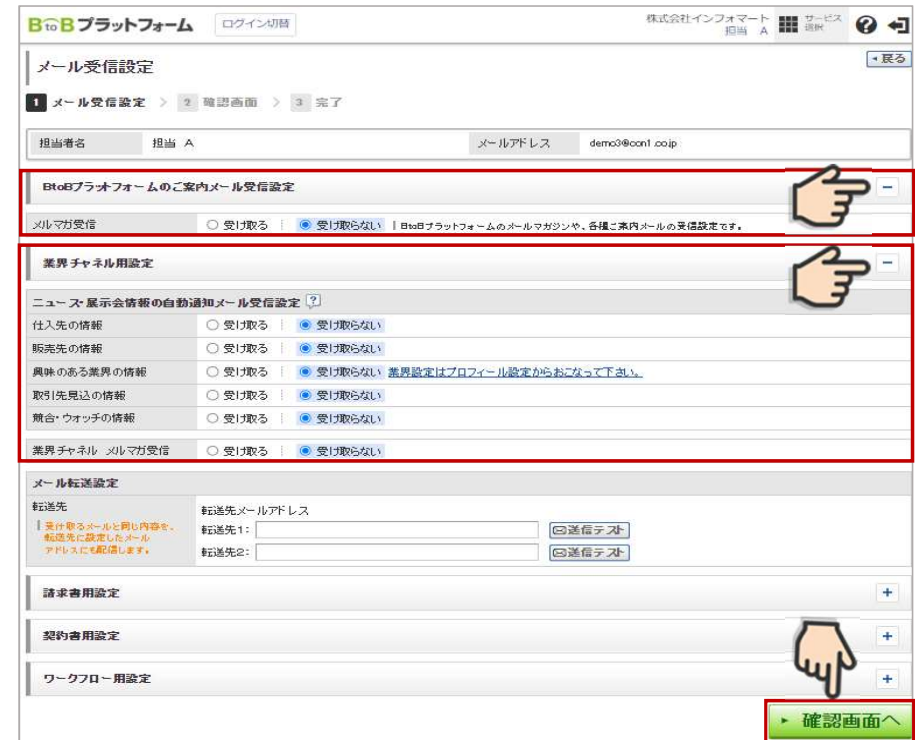 BtoBプラットフォーム ログイン切替 株式会社インフォマート サービス
担当 A 選択
メール受信設定 戻る
1 メール受信設定 > 2 確認画面 > 3 完了
担当者名 担当 A メールアドレス demo3@con1.co.jp
BtoBプラットフォームのご案内メール受信設定 −
メルマガ受信 受け取る 受け取らない BtoBプラットフォームのメールマガジンや、各種ご案内メールの受信設定です。
業界チャネル用設定 −
ニュース・展示会情報の自動通知メール受信設定 ?
仕入先の情報 受け取る 受け取らない
販売先の情報 受け取る 受け取らない
興味のある業界の情報 受け取る 受け取らない 業界設定はプロフィール設定からおこなって下さい。
取引先見込の情報 受け取る 受け取らない
競合・ウォッチの情報 受け取る 受け取らない
業界チャネル メルマガ受信 受け取る 受け取らない
メール転送設定
転送先 転送先メールアドレス
受け取るメールと同じ内容を、
転送先に設定したメール
アドレスにも配信します。
転送先1: 送信テスト
転送先2: 送信テスト
請求書用設定 +
契約書用設定 +
ワークフロー用設定 +
確認画面へ